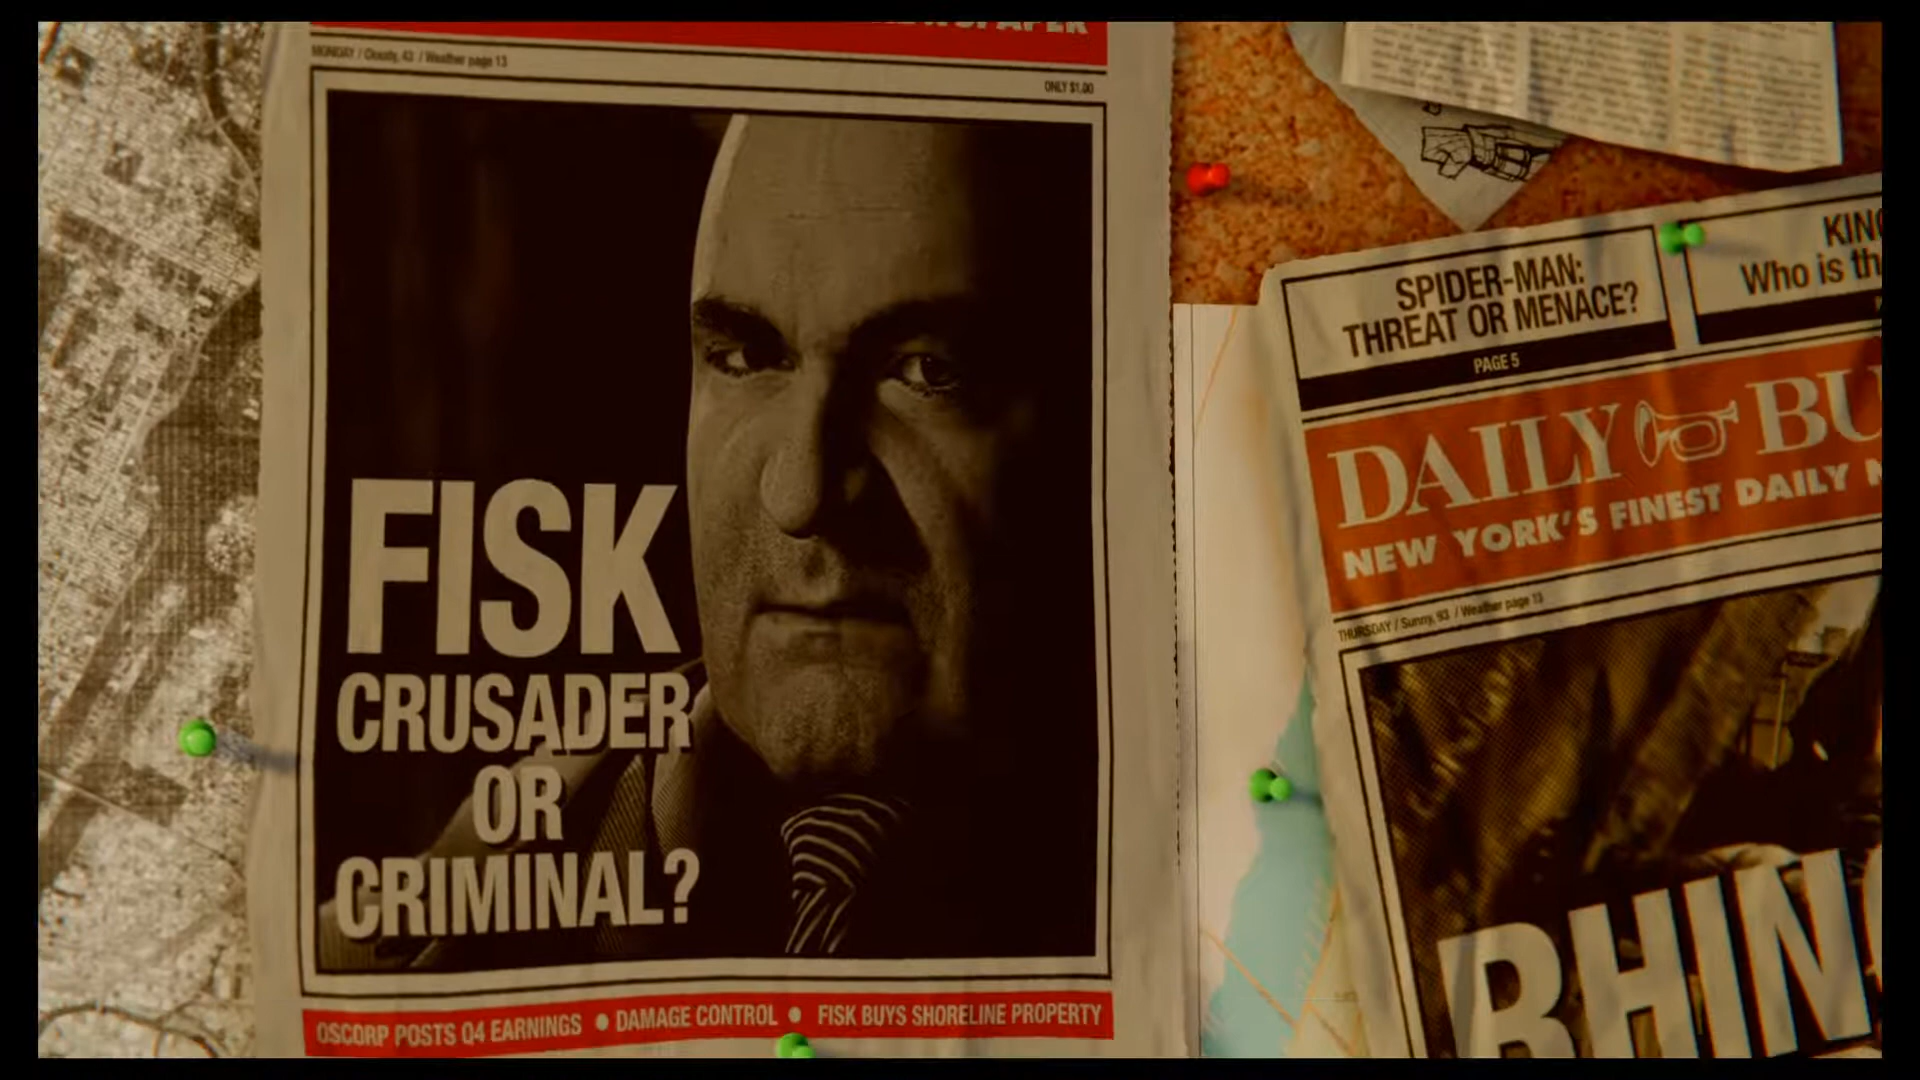 NEWSPAPER
MONDAY / Cloudy, 43 / Weather page 13
ONLY $1.00
FISK
CRUSADER
OR
CRIMINAL?
OSCORP POSTS Q4 EARNINGS ● DAMAGE CONTROL ● FISK BUYS SHORELINE PROPERTY
SPIDER-MAN:
THREAT OR MENACE?
PAGE 5
KING
Who is th
DAILY BU
NEW YORK'S FINEST DAILY N
THURSDAY / Sunny, 93 / Weather page 13
RHINO